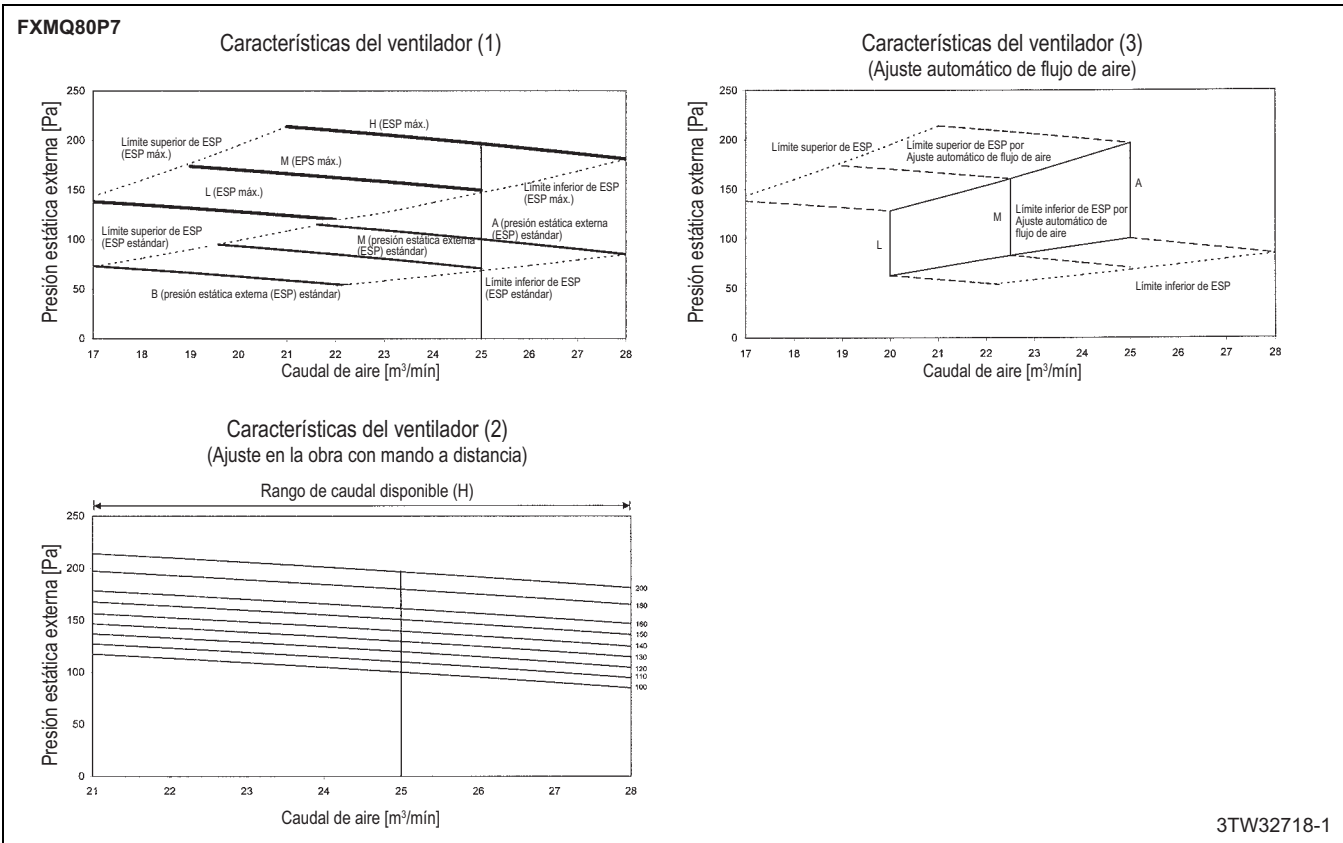 FXMQ80P7
Características del ventilador (1)
Presión estática externa [Pa]
250
200
150
100
50
0
H (ESP máx.)
Límite superior de ESP
(ESP máx.)
M (EPS máx.)
L (ESP máx.)
Límite inferior de ESP
(ESP máx.)
Límite superior de ESP
(ESP estándar)
M (presión estática externa
(ESP) estándar)
A (presión estática externa
(ESP) estándar)
B (presión estática externa (ESP) estándar)
Límite inferior de ESP
(ESP estándar)
17 18 19 20 21 22 23 24 25 26 27 28
Caudal de aire [m³/mín]
Características del ventilador (3)
(Ajuste automático de flujo de aire)
Presión estática externa [Pa]
250
200
150
100
50
0
Límite superior de ESP
Límite superior de ESP por
Ajuste automático de flujo de aire
A
M
L
Límite inferior de ESP por
Ajuste automático de
flujo de aire
Límite inferior de ESP
17 18 19 20 21 22 23 24 25 26 27 28
Caudal de aire [m³/mín]
Características del ventilador (2)
(Ajuste en la obra con mando a distancia)
Rango de caudal disponible (H)
Presión estática externa [Pa]
250
200
150
100
50
0
200
180
160
150
140
130
120
110
100
21 22 23 24 25 26 27 28
Caudal de aire [m³/mín]
3TW32718-1